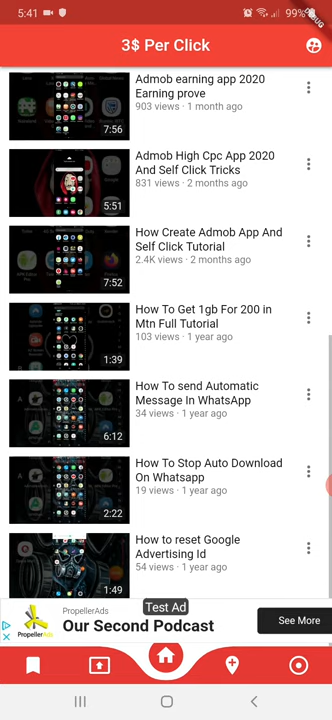 5:41
99%
DEBUG
3$ Per Click
Admob earning app 2020
Earning prove
903 views · 1 month ago
7:56
Admob High Cpc App 2020
And Self Click Tricks
831 views · 2 months ago
5:51
How Create Admob App And
Self Click Tutorial
2.4K views · 2 months ago
7:52
How To Get 1gb For 200 in
Mtn Full Tutorial
103 views · 1 year ago
1:39
How To send Automatic
Message In WhatsApp
34 views · 1 year ago
6:12
How To Stop Auto Download
On Whatsapp
19 views · 1 year ago
2:22
How to reset Google
Advertising Id
54 views · 1 year ago
1:49
Test Ad
PropellerAds
PropellerAds
Our Second Podcast
See More